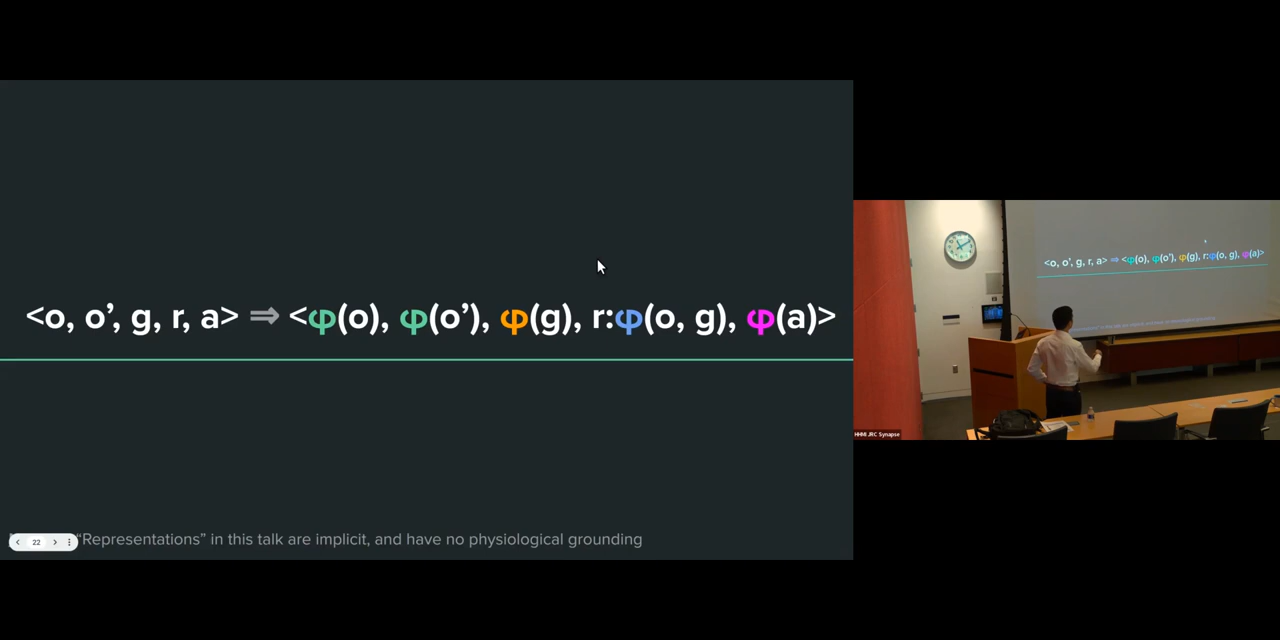 <o, o’, g, r, a> ⇒ <φ(o), φ(o’), φ(g), r:φ(o, g), φ(a)>
22
“Representations” in this talk are implicit, and have no physiological grounding
<o, o’, g, r, a> ⇒ <φ(o), φ(o’), φ(g), r:φ(o, g), φ(a)>
HHMI JRC Synapse